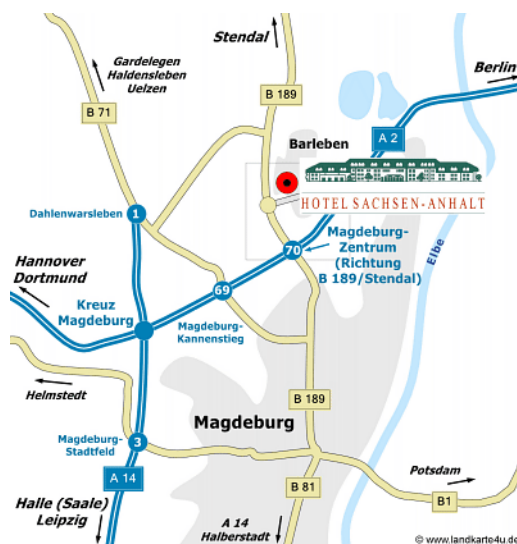 Stendal
Gardelegen
Haldensleben
Uelzen
Berlin
B 189
B 71
A 2
Barleben
HOTEL SACHSEN-ANHALT
Dahlenwarsleben
1
Magdeburg-
Zentrum
(Richtung
B 189/Stendal)
70
Elbe
Hannover
Dortmund
69
Kreuz
Magdeburg
Magdeburg-
Kannenstieg
Helmstedt
B 189
Magdeburg
Magdeburg-
Stadtfeld
3
Potsdam
A 14
B 81
B1
Halle (Saale)
Leipzig
A 14
Halberstadt
© www.landkarte4u.de